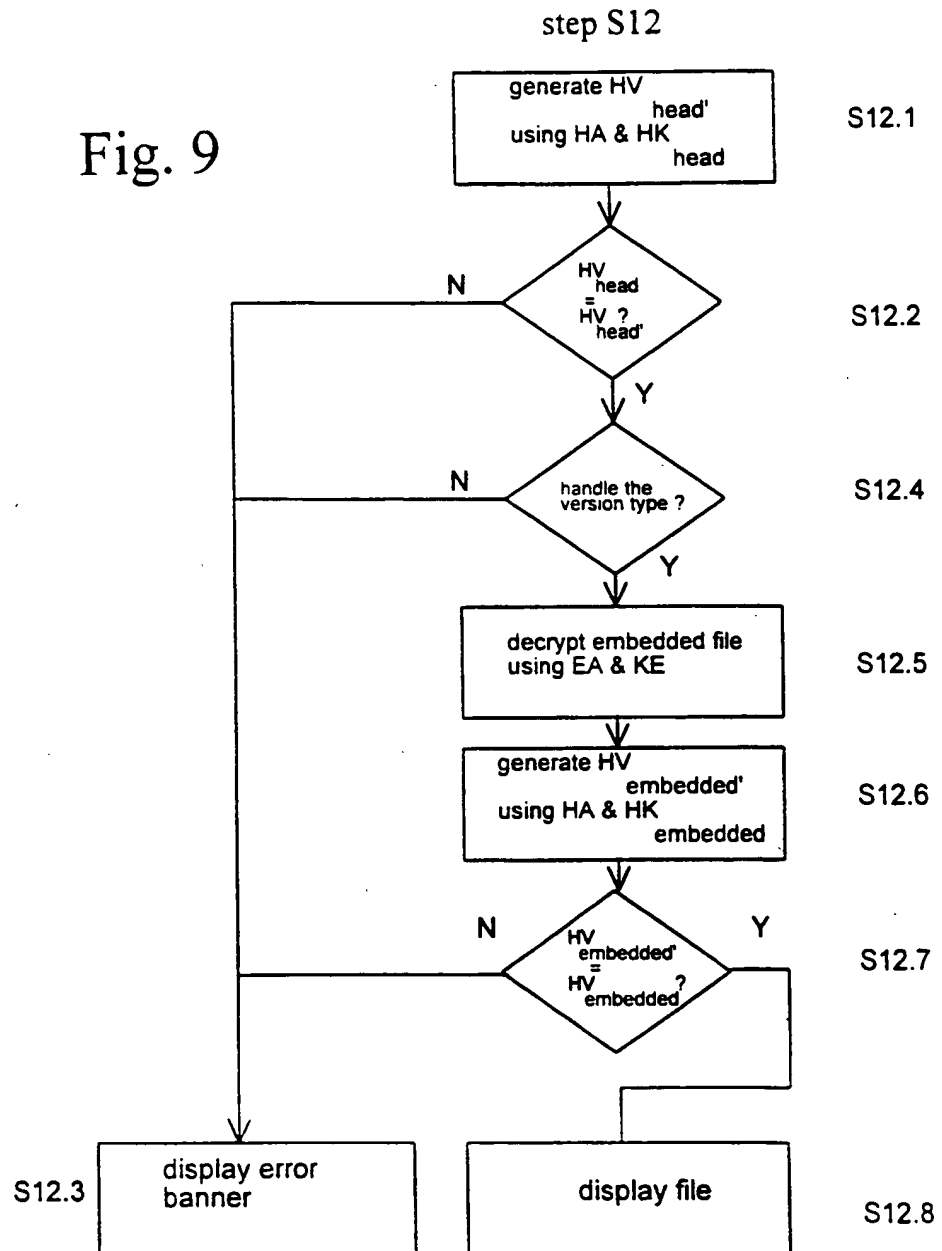 step S12
Fig. 9
generate HV
head'
using HA & HK
head
S12.1
N
HV
head
=
HV ?
head'
S12.2
Y
N
handle the
version type ?
S12.4
Y
decrypt embedded file
using EA & KE
S12.5
generate HV
embedded'
using HA & HK
embedded
S12.6
N
HV
embedded'
=
HV ?
embedded
Y
S12.7
S12.3
display error
banner
display file
S12.8